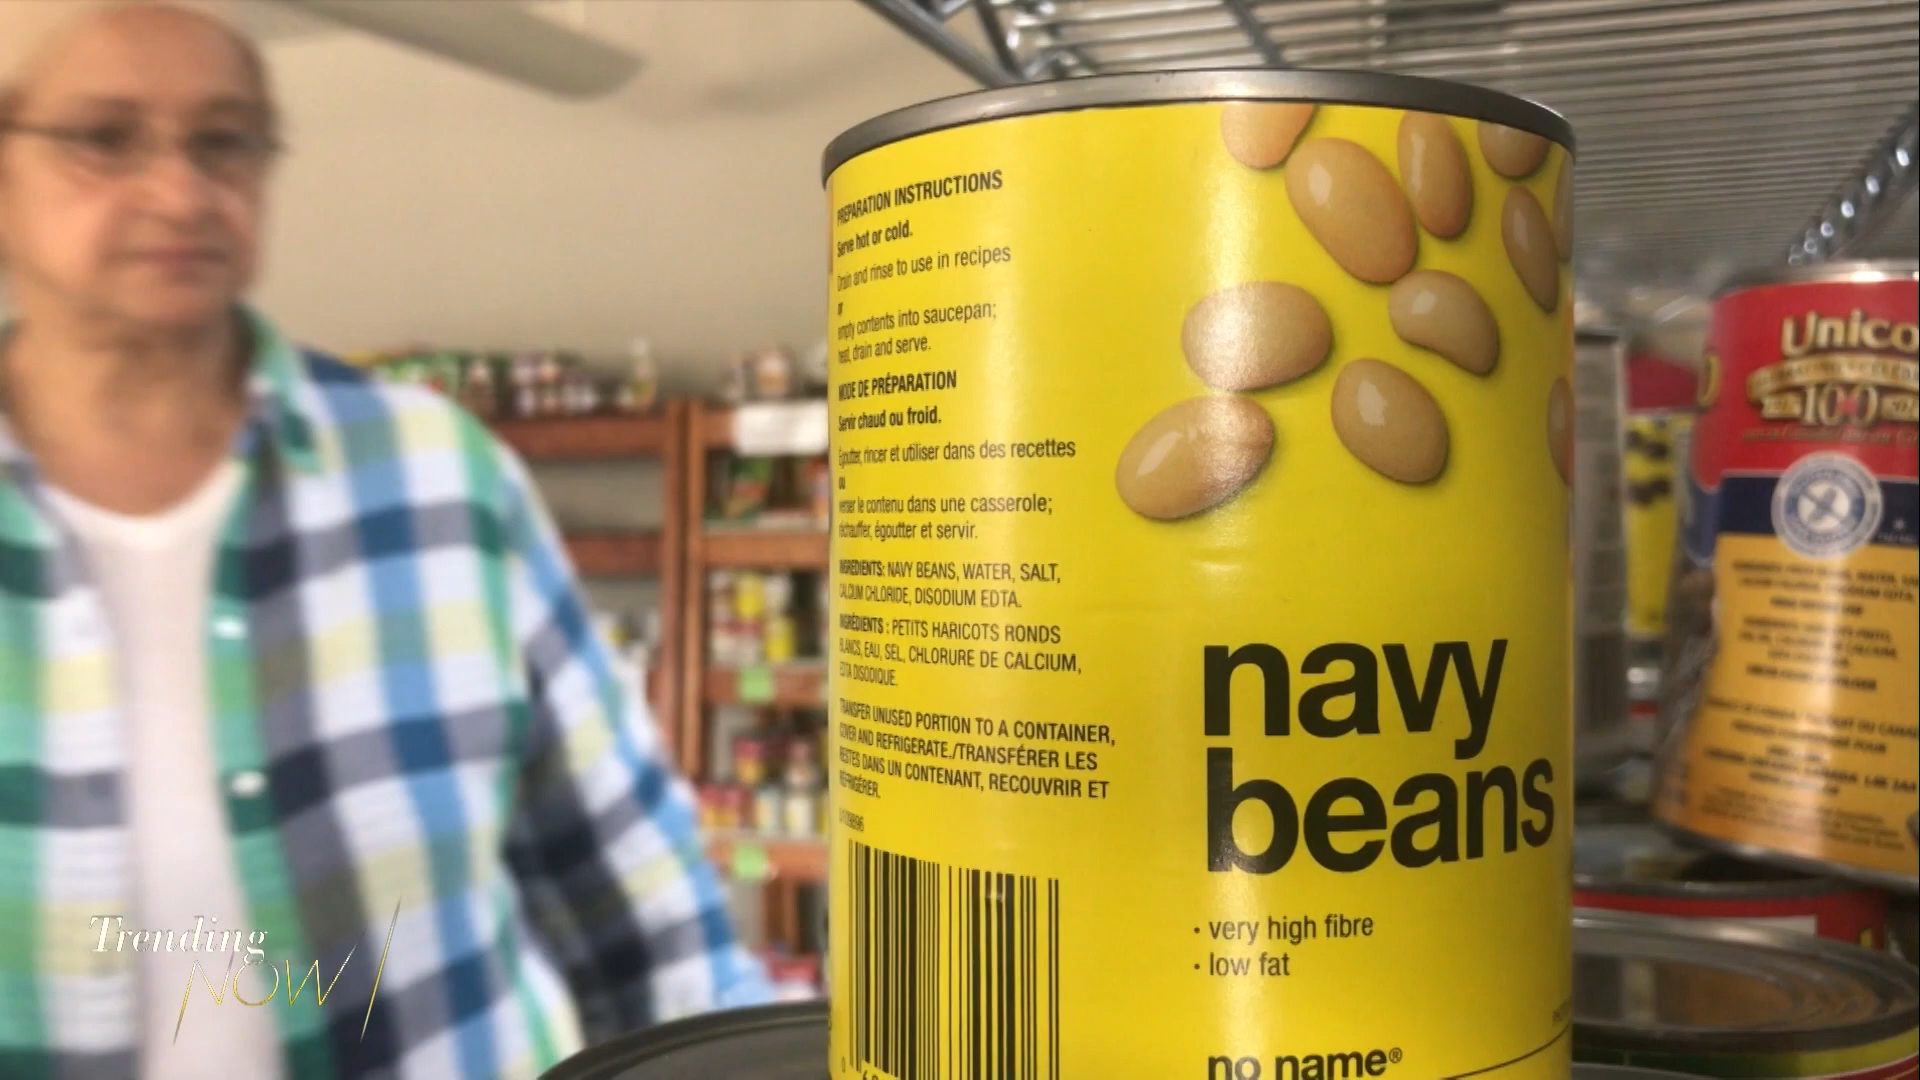 PREPARATION INSTRUCTIONS
Serve hot or cold.
Drain and rinse to use in recipes
or
empty contents into saucepan;
heat, drain and serve.
MODE DE PRÉPARATION
Servir chaud ou froid.
Égoutter, rincer et utiliser dans des recettes
ou
verser le contenu dans une casserole;
réchauffer, égoutter et servir.
INGREDIENTS: NAVY BEANS, WATER, SALT,
CALCIUM CHLORIDE, DISODIUM EDTA.
INGRÉDIENTS : PETITS HARICOTS RONDS
BLANCS, EAU, SEL, CHLORURE DE CALCIUM,
EDTA DISODIQUE.
TRANSFER UNUSED PORTION TO A CONTAINER,
COVER AND REFRIGERATE./TRANSFÉRER LES
RESTES DANS UN CONTENANT, RECOUVRIR ET
RÉFRIGÉRER.
navy
beans
• very high fibre
• low fat
no name®
Unico
100
Trending
NOW